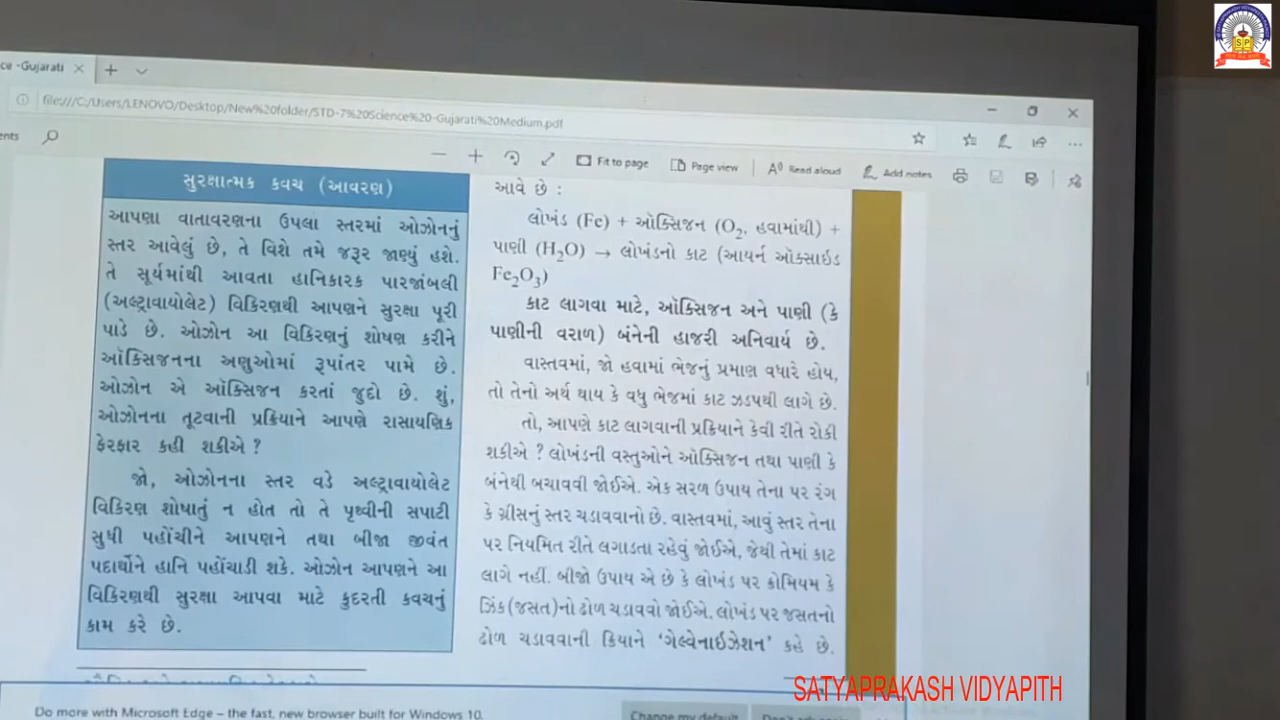 ce -Gujarati
file:///C:/Users/LENOVO/Desktop/New%20folder/STD-7%20Science%20-Gujarati%20Medium.pdf
ents
Fit to page
Page view
Read aloud
Add notes
સુરક્ષાત્મક કવચ (આવરણ)
આપણા વાતાવરણના ઉપલા સ્તરમાં ઓઝોનનું
સ્તર આવેલું છે, તે વિશે તમે જરૂર જાણ્યું હશે.
તે સૂર્યમાંથી આવતા હાનિકારક પારજાંબલી
(અલ્ટ્રાવાયોલેટ) વિકિરણથી આપણને સુરક્ષા પૂરી
પાડે છે. ઓઝોન આ વિકિરણનું શોષણ કરીને
ઑક્સિજનના અણુઓમાં રૂપાંતર પામે છે.
ઓઝોન એ ઑક્સિજન કરતાં જુદો છે. શું,
ઓઝોનના તૂટવાની પ્રક્રિયાને આપણે રાસાયણિક
ફેરફાર કહી શકીએ ?
જો, ઓઝોનના સ્તર વડે અલ્ટ્રાવાયોલેટ
વિકિરણ શોષાતું ન હોત તો તે પૃથ્વીની સપાટી
સુધી પહોંચીને આપણને તથા બીજા જીવંત
પદાર્થોને હાનિ પહોંચાડી શકે. ઓઝોન આપણને આ
વિકિરણથી સુરક્ષા આપવા માટે કુદરતી કવચનું
કામ કરે છે.
આવે છે :
લોખંડ (Fe) + ઑક્સિજન (O₂, હવામાંથી) +
પાણી (H₂O) → લોખંડનો કાટ (આયર્ન ઑક્સાઇડ
Fe₂O₃)
કાટ લાગવા માટે, ઑક્સિજન અને પાણી (કે
પાણીની વરાળ) બંનેની હાજરી અનિવાર્ય છે.
વાસ્તવમાં, જો હવામાં ભેજનું પ્રમાણ વધારે હોય,
તો તેનો અર્થ થાય કે વધુ ભેજમાં કાટ ઝડપથી લાગે છે.
તો, આપણે કાટ લાગવાની પ્રક્રિયાને કેવી રીતે રોકી
શકીએ ? લોખંડની વસ્તુઓને ઑક્સિજન તથા પાણી કે
બંનેથી બચાવવી જોઈએ. એક સરળ ઉપાય તેના પર રંગ
કે ગ્રીસનું સ્તર ચડાવવાનો છે. વાસ્તવમાં, આવું સ્તર તેના
પર નિયમિત રીતે લગાડતા રહેવું જોઈએ, જેથી તેમાં કાટ
લાગે નહીં. બીજો ઉપાય એ છે કે લોખંડ પર ક્રોમિયમ કે
ઝિંક(જસત)નો ઢોળ ચડાવવો જોઈએ. લોખંડ પર જસતનો
ઢોળ ચડાવવાની ક્રિયાને ‘ગેલ્વેનાઇઝેશન’ કહે છે.
SATYAPRAKASH VIDYAPITH
Do more with Microsoft Edge – the fast, new browser built for Windows 10.
Change my default